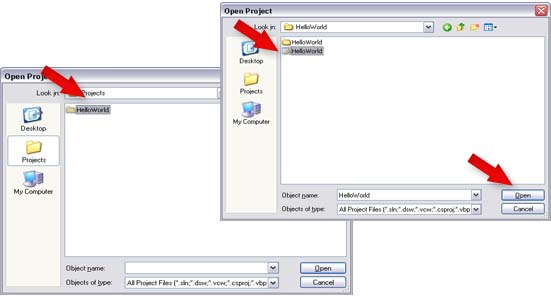 Open Project
Look in:
HelloWorld
HelloWorld
HelloWorld
Desktop
Projects
My Computer
Object name:
HelloWorld
Open
Objects of type:
All Project Files (*.sln;*.dsw;*.vcw;*.csproj;*.vbp
Cancel
Open Proje
Look in:
Projects
HelloWorld
Desktop
Projects
My Computer
Object name:
Open
Objects of type:
All Project Files (*.sln;*.dsw;*.vcw;*.csproj;*.vbp
Cancel